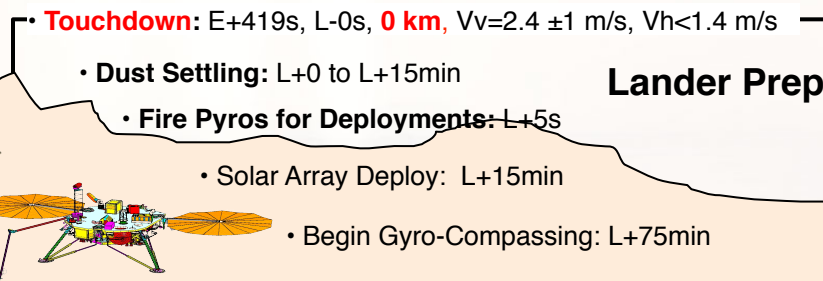 • Touchdown: E+419s, L-0s, 0 km, Vv=2.4 ±1 m/s, Vh<1.4 m/s
• Dust Settling: L+0 to L+15min
Lander Prep
• Fire Pyros for Deployments: L+5s
• Solar Array Deploy: L+15min
• Begin Gyro-Compassing: L+75min